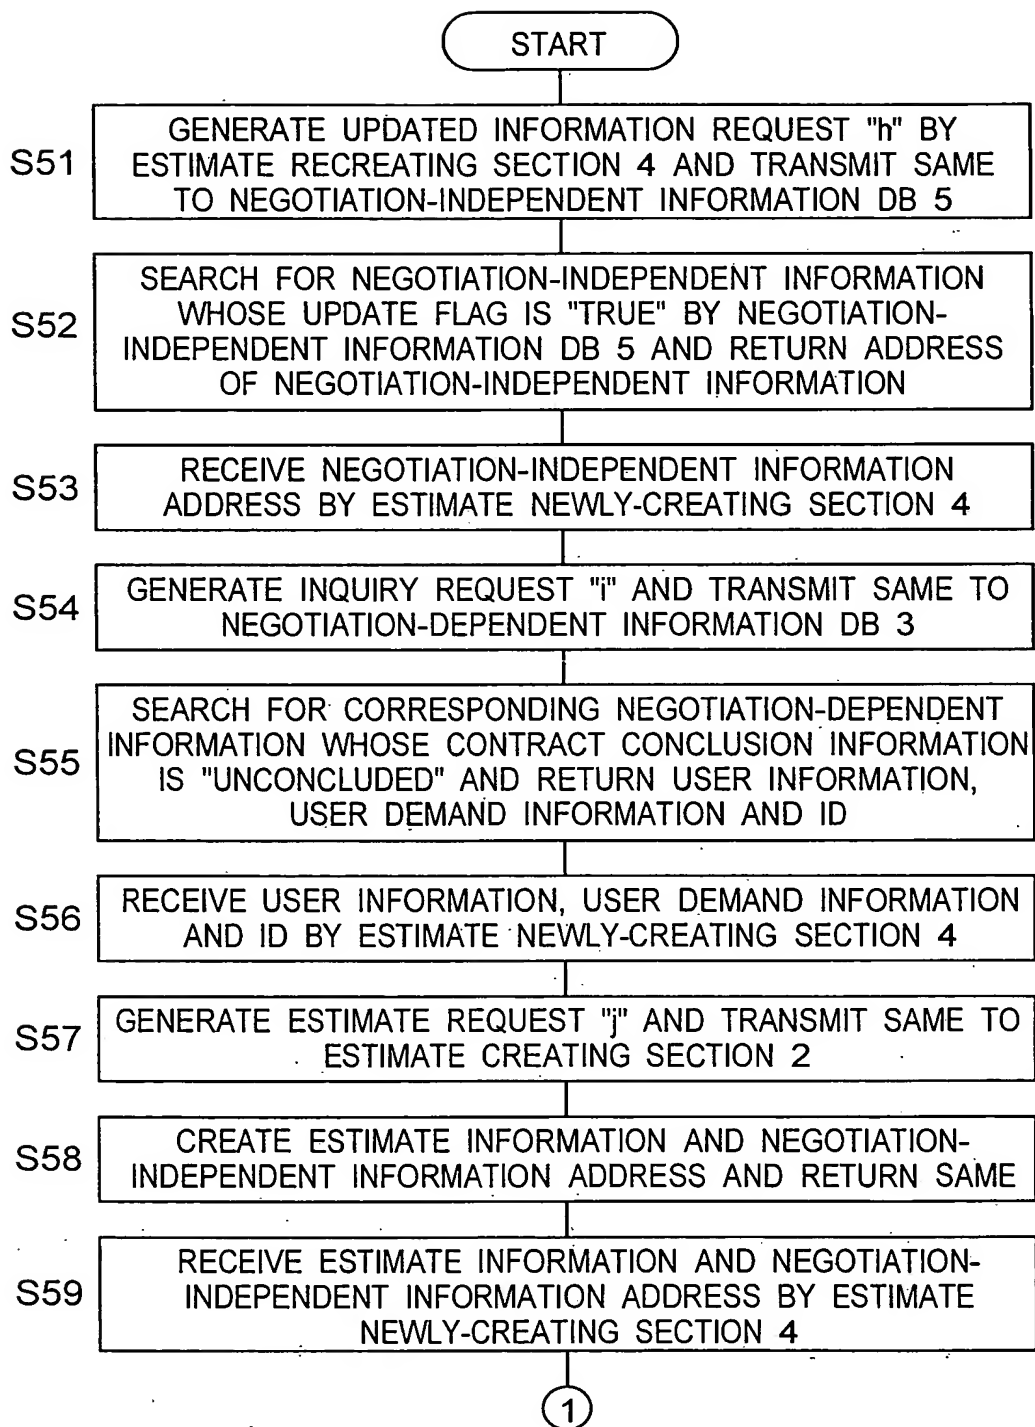 START
S51
GENERATE UPDATED INFORMATION REQUEST "h" BY
ESTIMATE RECREATING SECTION 4 AND TRANSMIT SAME
TO NEGOTIATION-INDEPENDENT INFORMATION DB 5
S52
SEARCH FOR NEGOTIATION-INDEPENDENT INFORMATION
WHOSE UPDATE FLAG IS "TRUE" BY NEGOTIATION-
INDEPENDENT INFORMATION DB 5 AND RETURN ADDRESS
OF NEGOTIATION-INDEPENDENT INFORMATION
S53
RECEIVE NEGOTIATION-INDEPENDENT INFORMATION
ADDRESS BY ESTIMATE NEWLY-CREATING SECTION 4
S54
GENERATE INQUIRY REQUEST "i" AND TRANSMIT SAME TO
NEGOTIATION-DEPENDENT INFORMATION DB 3
S55
SEARCH FOR CORRESPONDING NEGOTIATION-DEPENDENT
INFORMATION WHOSE CONTRACT CONCLUSION INFORMATION
IS "UNCONCLUDED" AND RETURN USER INFORMATION,
USER DEMAND INFORMATION AND ID
S56
RECEIVE USER INFORMATION, USER DEMAND INFORMATION
AND ID BY ESTIMATE NEWLY-CREATING SECTION 4
S57
GENERATE ESTIMATE REQUEST "j" AND TRANSMIT SAME TO
ESTIMATE CREATING SECTION 2
S58
CREATE ESTIMATE INFORMATION AND NEGOTIATION-
INDEPENDENT INFORMATION ADDRESS AND RETURN SAME
S59
RECEIVE ESTIMATE INFORMATION AND NEGOTIATION-
INDEPENDENT INFORMATION ADDRESS BY ESTIMATE
NEWLY-CREATING SECTION 4
1